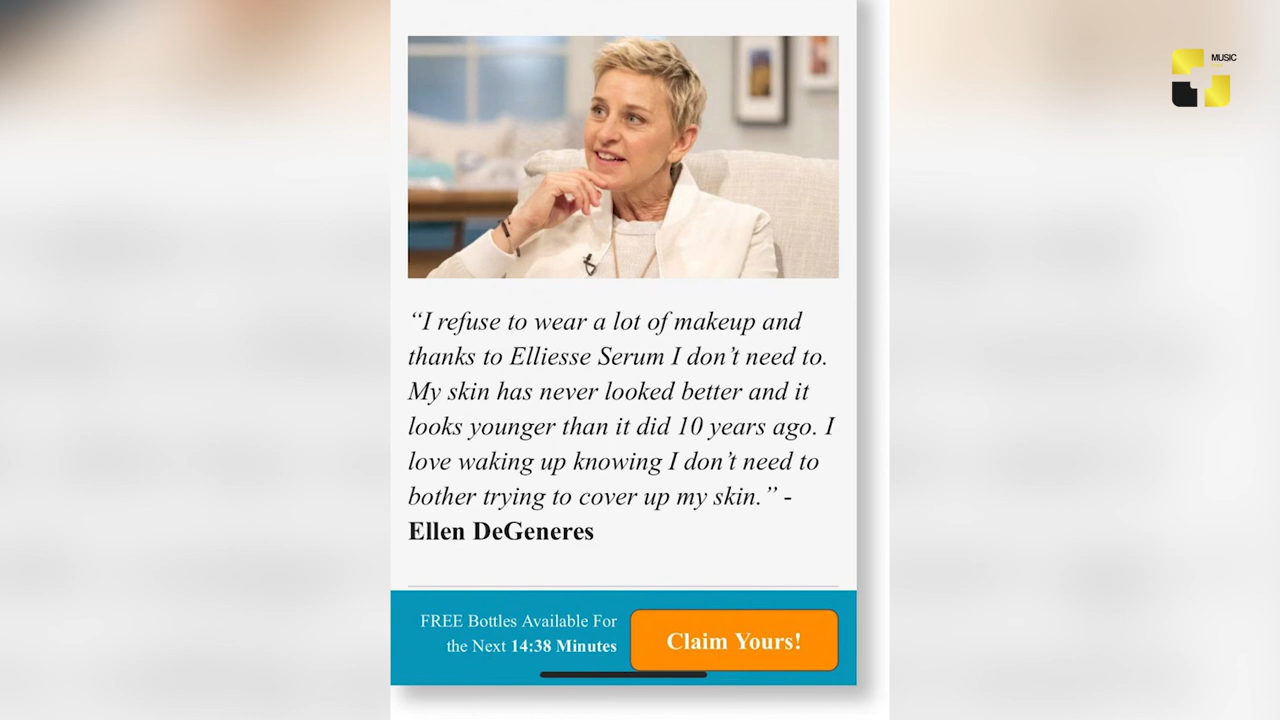 MUSIC
“I refuse to wear a lot of makeup and
thanks to Elliesse Serum I don’t need to.
My skin has never looked better and it
looks younger than it did 10 years ago. I
love waking up knowing I don’t need to
bother trying to cover up my skin.” -
Ellen DeGeneres
FREE Bottles Available For
the Next 14:38 Minutes
Claim Yours!